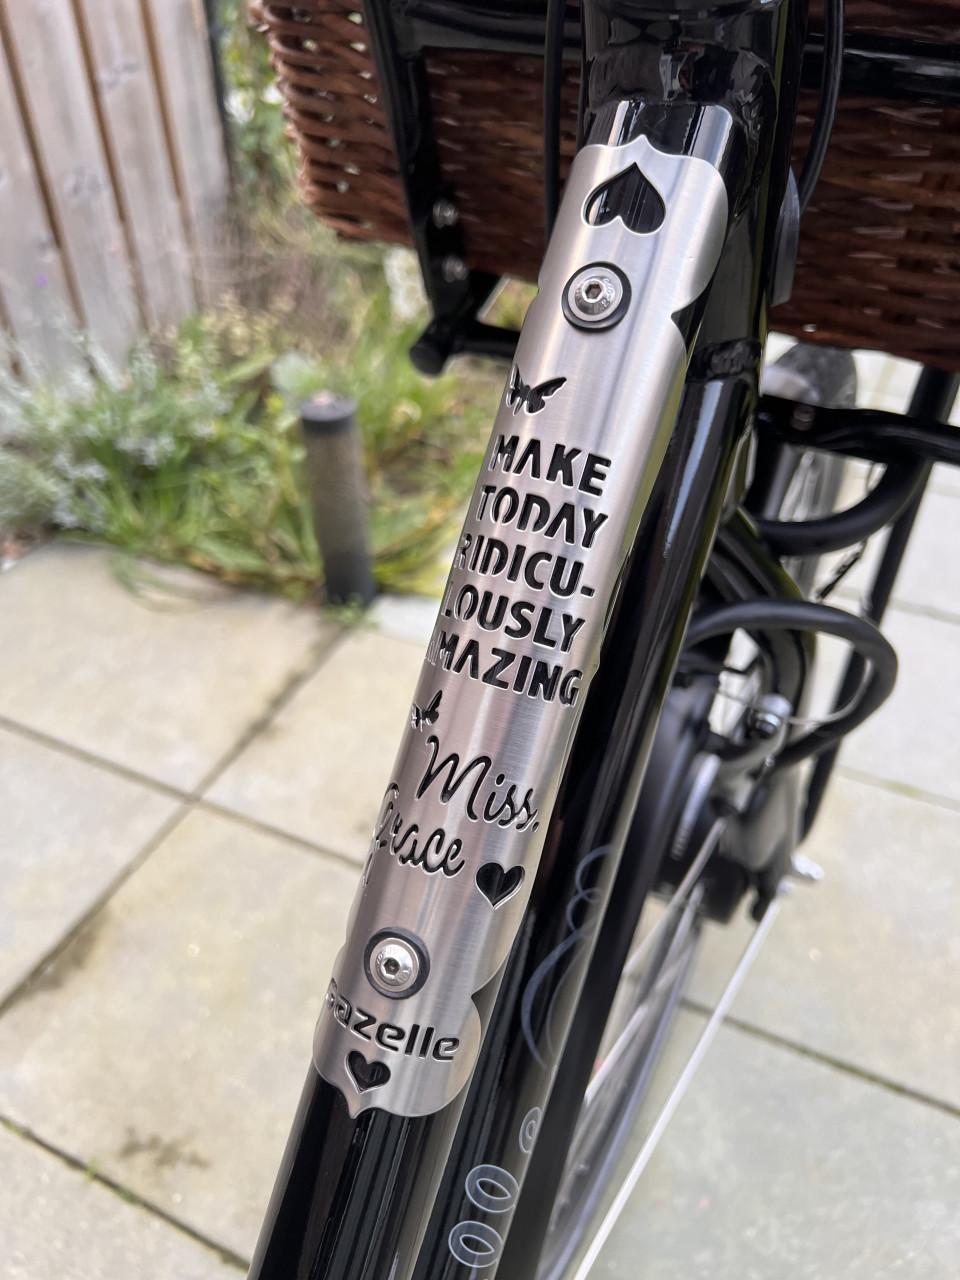 MAKE
TODAY
RIDICU-
LOUSLY
AMAZING
Miss.
Grace
Gazelle